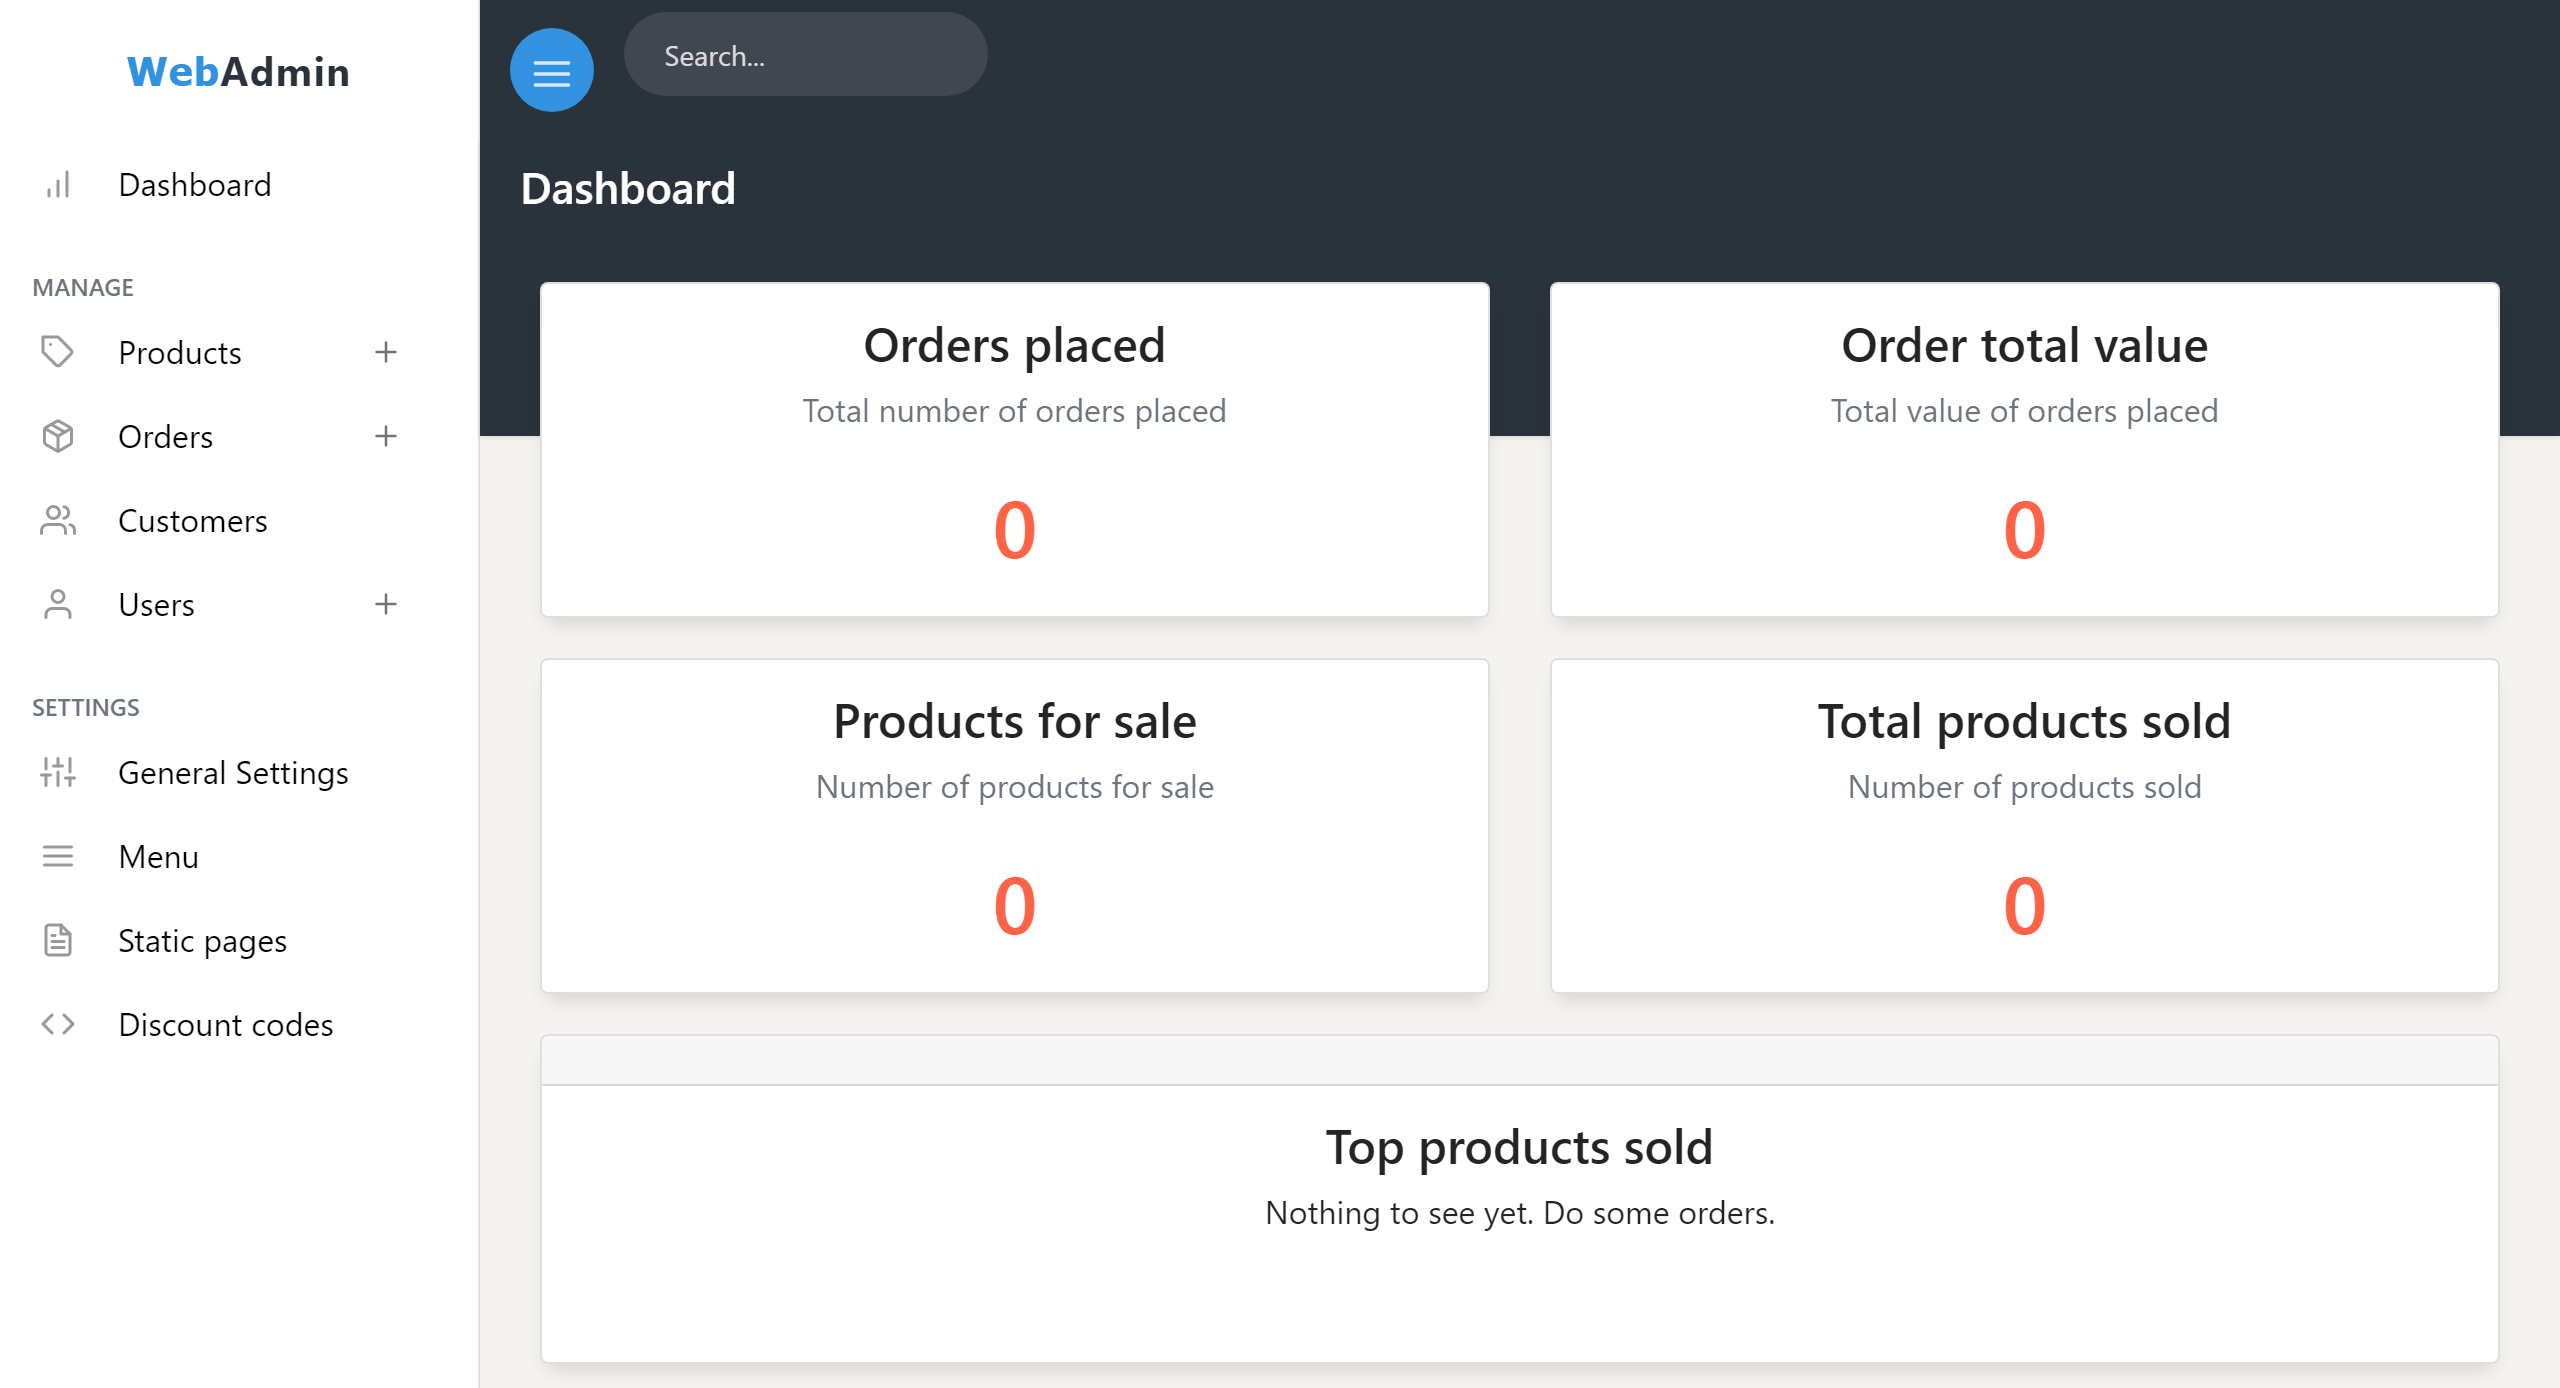 WebAdmin
Dashboard
MANAGE
Products
Orders
Customers
Users
SETTINGS
General Settings
Menu
Static pages
Discount codes
Search...
Dashboard
Orders placed
Total number of orders placed
0
Order total value
Total value of orders placed
0
Products for sale
Number of products for sale
0
Total products sold
Number of products sold
0
Top products sold
Nothing to see yet. Do some orders.